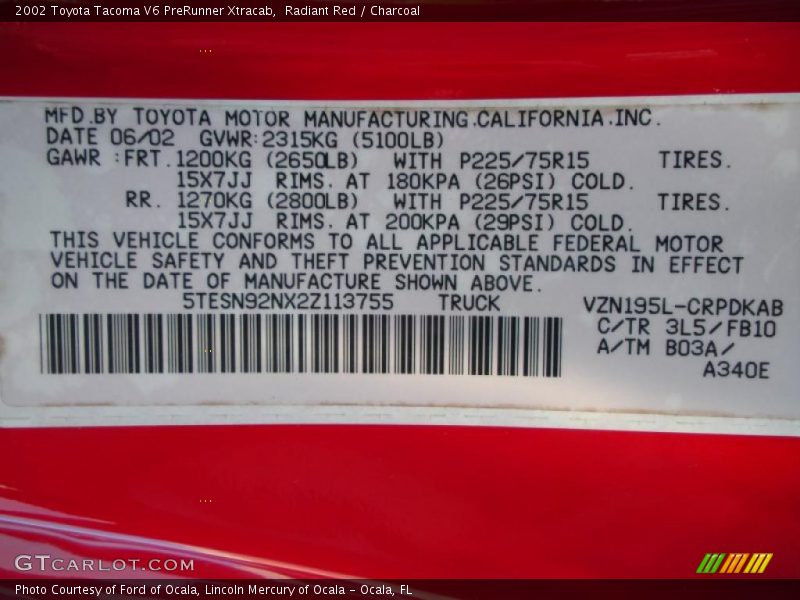 2002 Toyota Tacoma V6 PreRunner Xtracab,  Radiant Red / Charcoal
MFD.BY TOYOTA MOTOR MANUFACTURING.CALIFORNIA.INC.
DATE 06/02 GVWR:2315KG (5100LB)
GAWR :FRT.1200KG (2650LB) WITH P225/75R15 TIRES.
15X7JJ RIMS. AT 180KPA (26PSI) COLD.
RR. 1270KG (2800LB) WITH P225/75R15 TIRES.
15X7JJ RIMS. AT 200KPA (29PSI) COLD.
THIS VEHICLE CONFORMS TO ALL APPLICABLE FEDERAL MOTOR
VEHICLE SAFETY AND THEFT PREVENTION STANDARDS IN EFFECT
ON THE DATE OF MANUFACTURE SHOWN ABOVE.
5TESN92NX2Z113755 TRUCK VZN195L-CRPDKAB
C/TR 3L5/FB10
A/TM B03A/
A340E
GTCARLOT.COM
Photo Courtesy of Ford of Ocala, Lincoln Mercury of Ocala - Ocala, FL